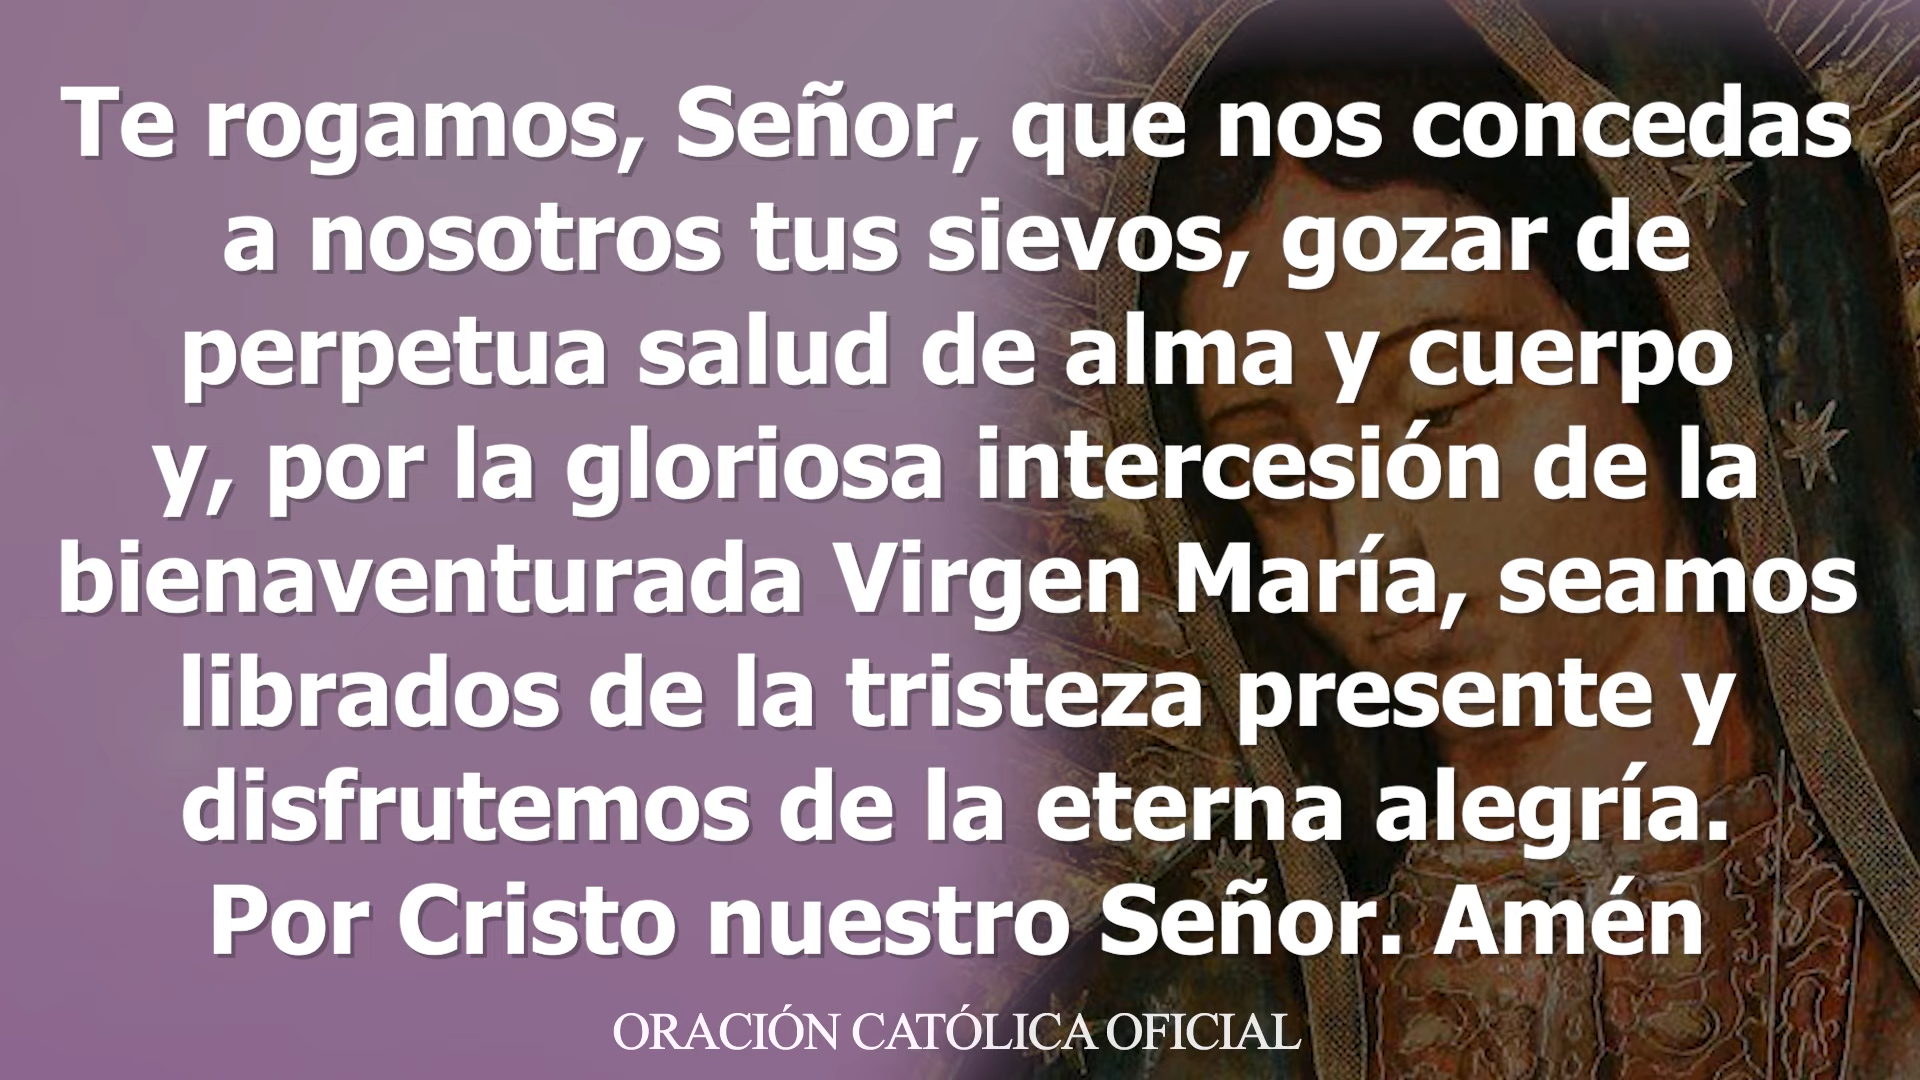 Te rogamos, Señor, que nos concedas
a nosotros tus sievos, gozar de
perpetua salud de alma y cuerpo
y, por la gloriosa intercesión de la
bienaventurada Virgen María, seamos
librados de la tristeza presente y
disfrutemos de la eterna alegría.
Por Cristo nuestro Señor. Amén
ORACIÓN CATÓLICA OFICIAL